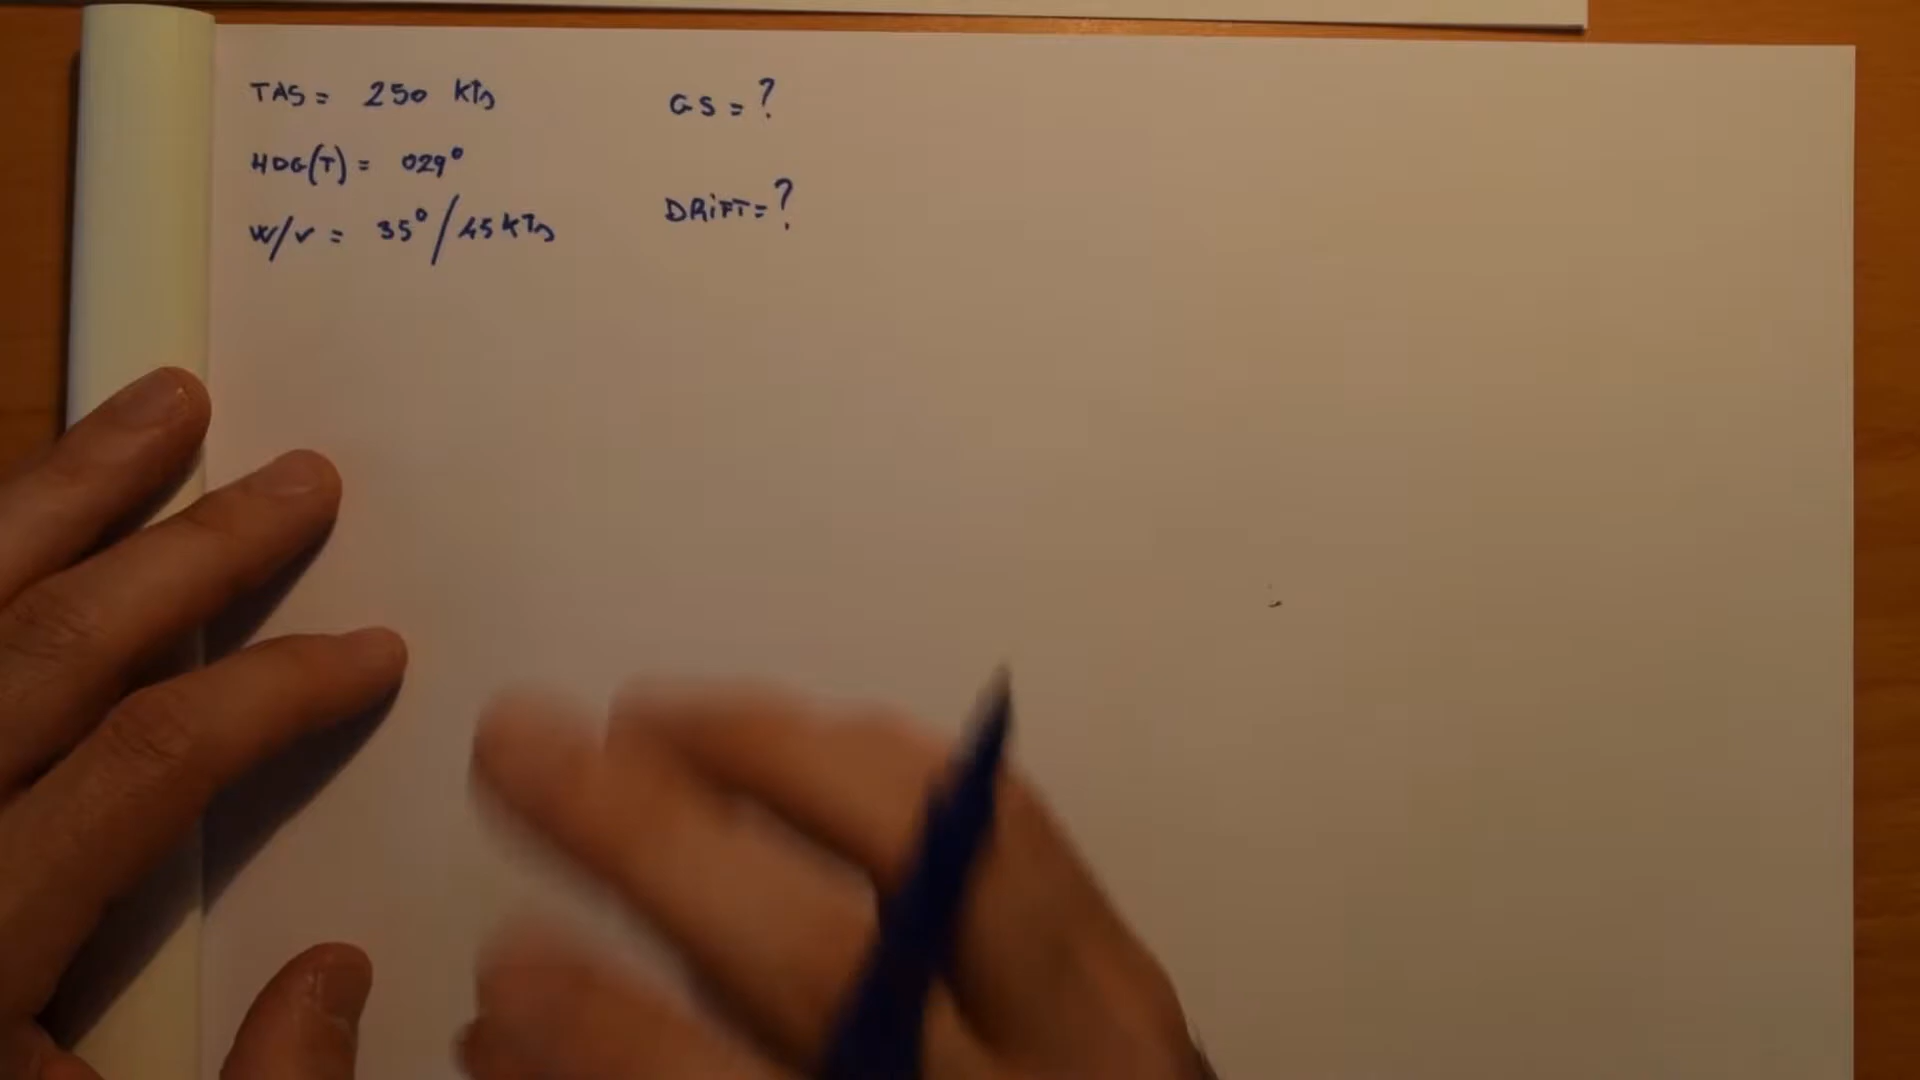 TAS = 250 kTs
GS = ?
HDG(T) = 029°
DRiFT = ?
W/V = 35°/45 kTs